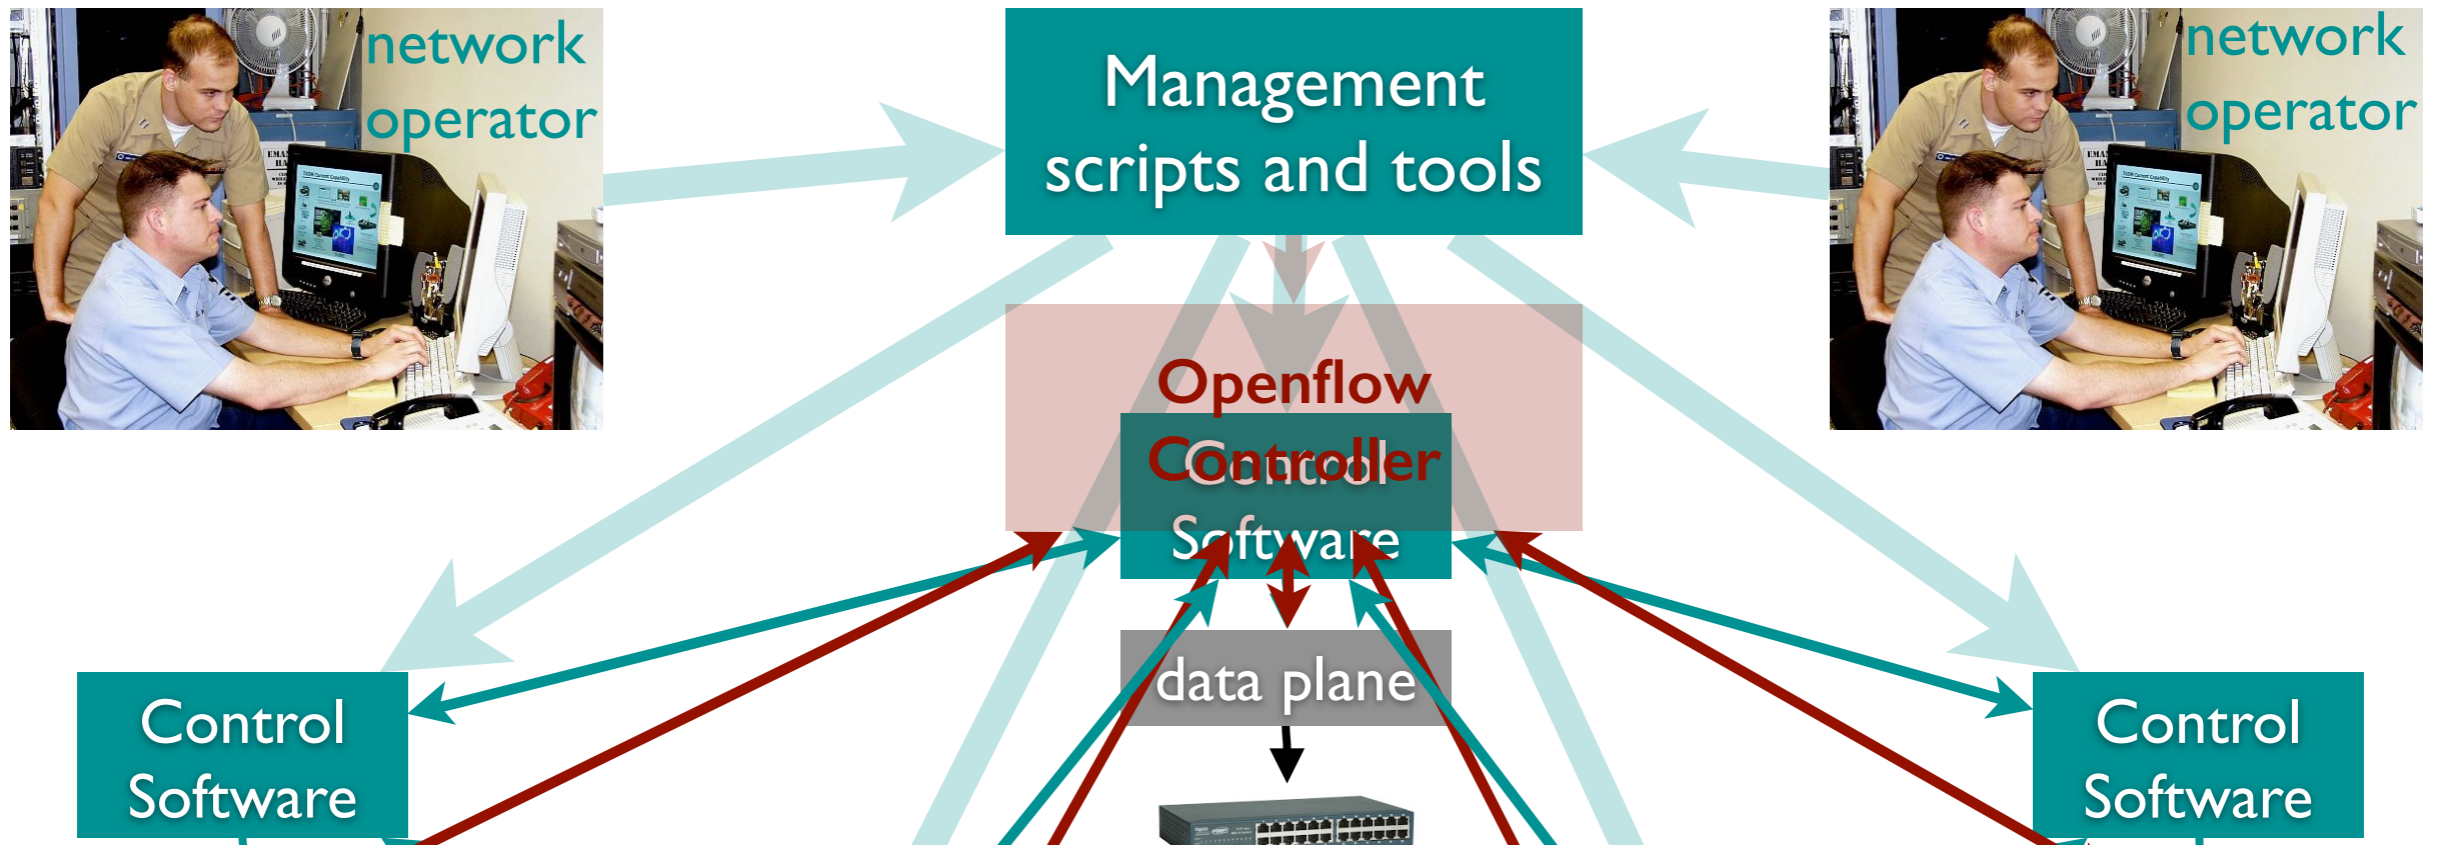 network
operator
Management
scripts and tools
network
operator
Openflow
Controller
Control
Software
data plane
Control
Software
Control
Software